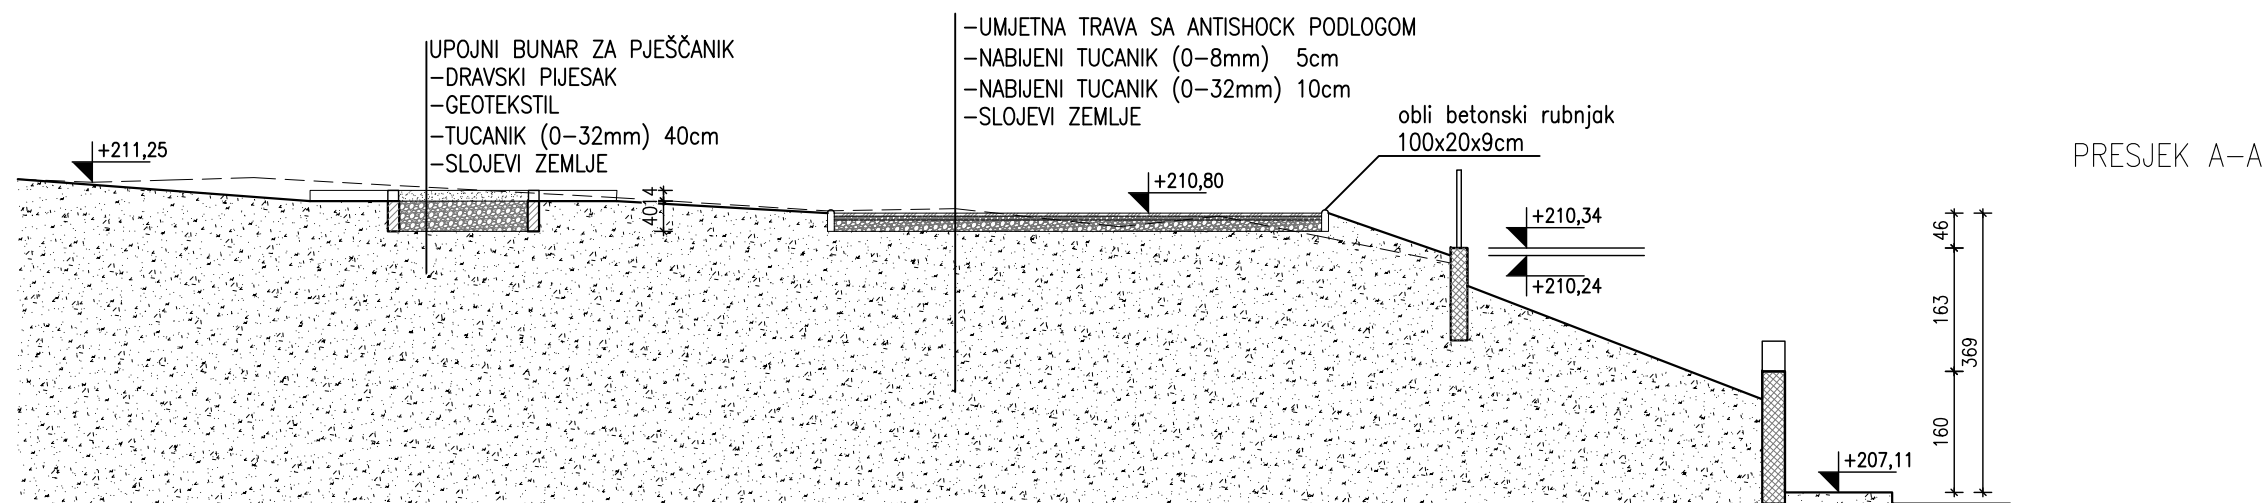 UPOJNI BUNAR ZA PJEŠČANIK
-DRAVSKI PIJESAK
-GEOTEKSTIL
-TUCANIK (0-32mm) 40cm
-SLOJEVI ZEMLJE
-UMJETNA TRAVA SA ANTISHOCK PODLOGOM
-NABIJENI TUCANIK (0-8mm) 5cm
-NABIJENI TUCANIK (0-32mm) 10cm
-SLOJEVI ZEMLJE
obli betonski rubnjak
100x20x9cm
PRESJEK A-A
+211,25
+210,80
+210,34
+210,24
+207,11
40
14
46
163
160
369